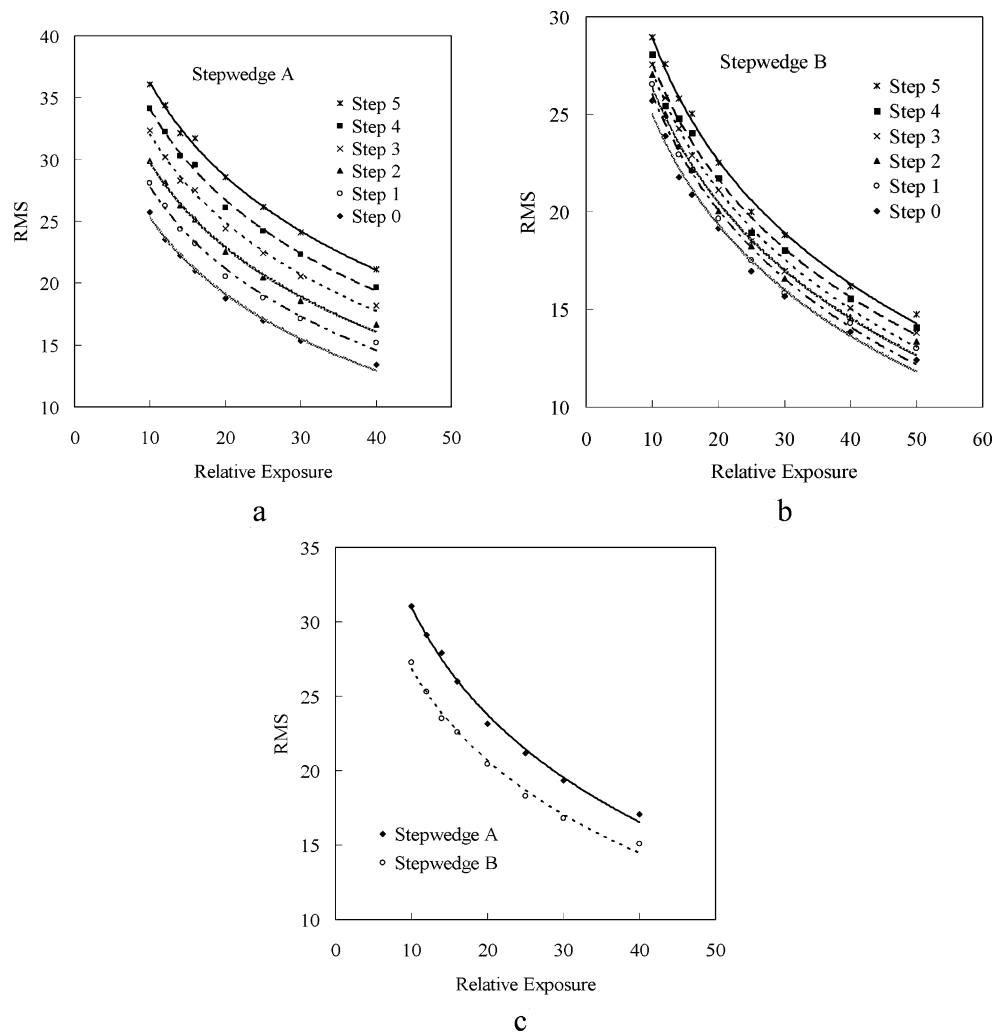 Stepwedge A
RMS
40
35
30
25
20
15
10
Step 5
Step 4
Step 3
Step 2
Step 1
Step 0
0 10 20 30 40 50
Relative Exposure
a
Stepwedge B
RMS
30
25
20
15
10
Step 5
Step 4
Step 3
Step 2
Step 1
Step 0
0 10 20 30 40 50 60
Relative Exposure
b
RMS
35
30
25
20
15
10
Stepwedge A
Stepwedge B
0 10 20 30 40 50
Relative Exposure
c